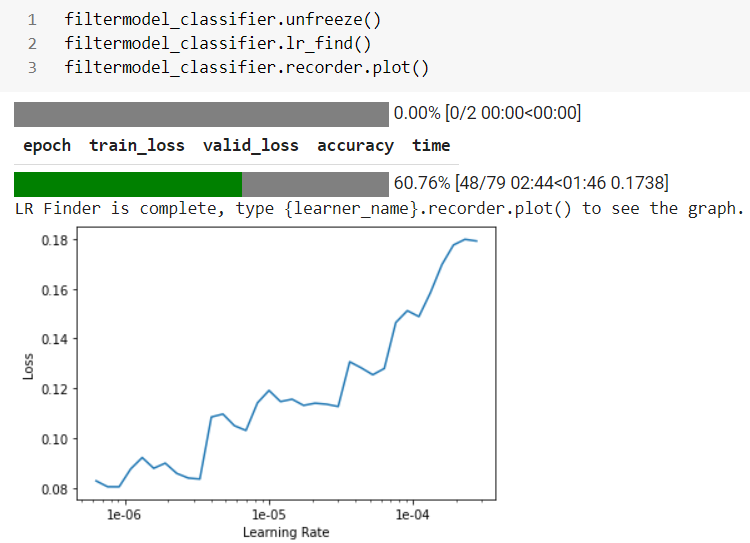 1 filtermodel_classifier.unfreeze()
2 filtermodel_classifier.lr_find()
3 filtermodel_classifier.recorder.plot()
0.00% [0/2 00:00<00:00]
epoch train_loss valid_loss accuracy time
60.76% [48/79 02:44<01:46 0.1738]
LR Finder is complete, type {learner_name}.recorder.plot() to see the graph.
0.18
0.16
0.14
0.12
0.10
0.08
Loss
1e-06 1e-05 1e-04
Learning Rate